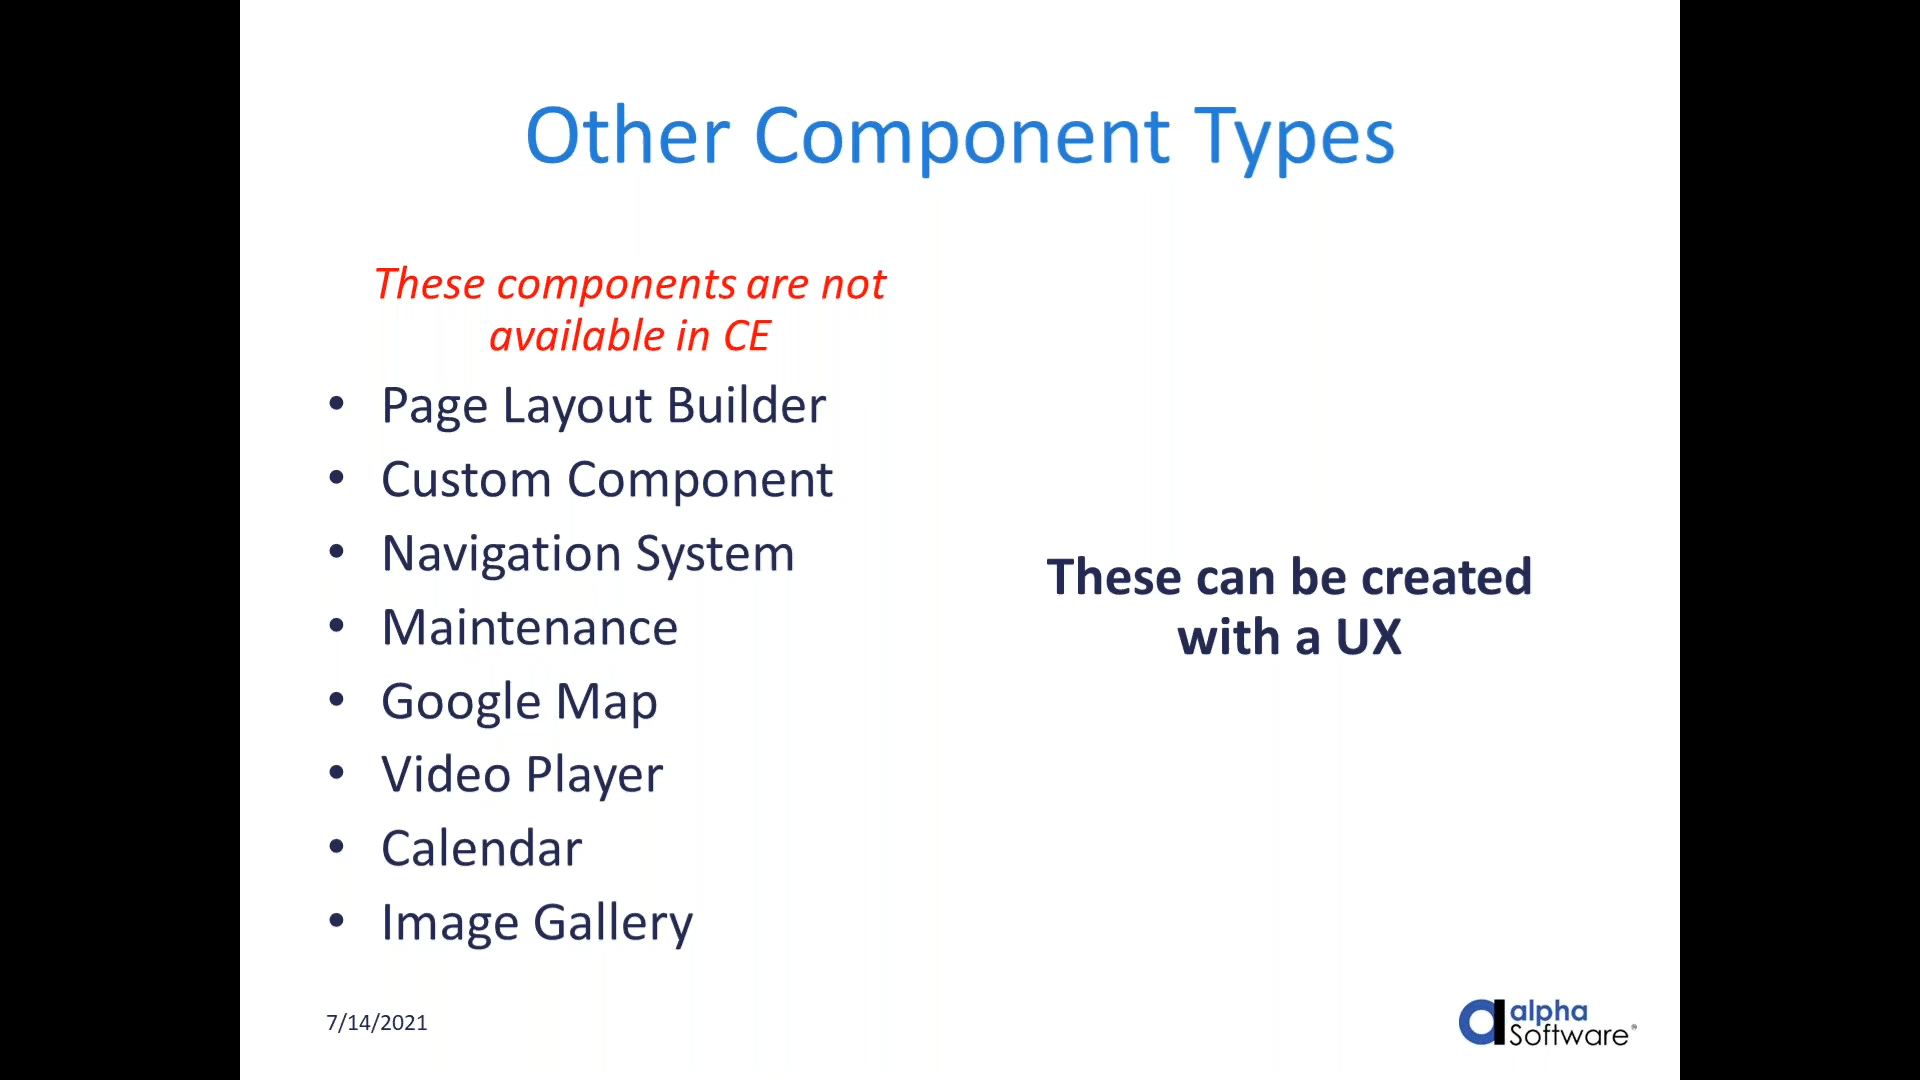 Other Component Types
These components are not
available in CE
• Page Layout Builder
• Custom Component
• Navigation System
• Maintenance
• Google Map
• Video Player
• Calendar
• Image Gallery
These can be created
with a UX
7/14/2021
alpha
Software®